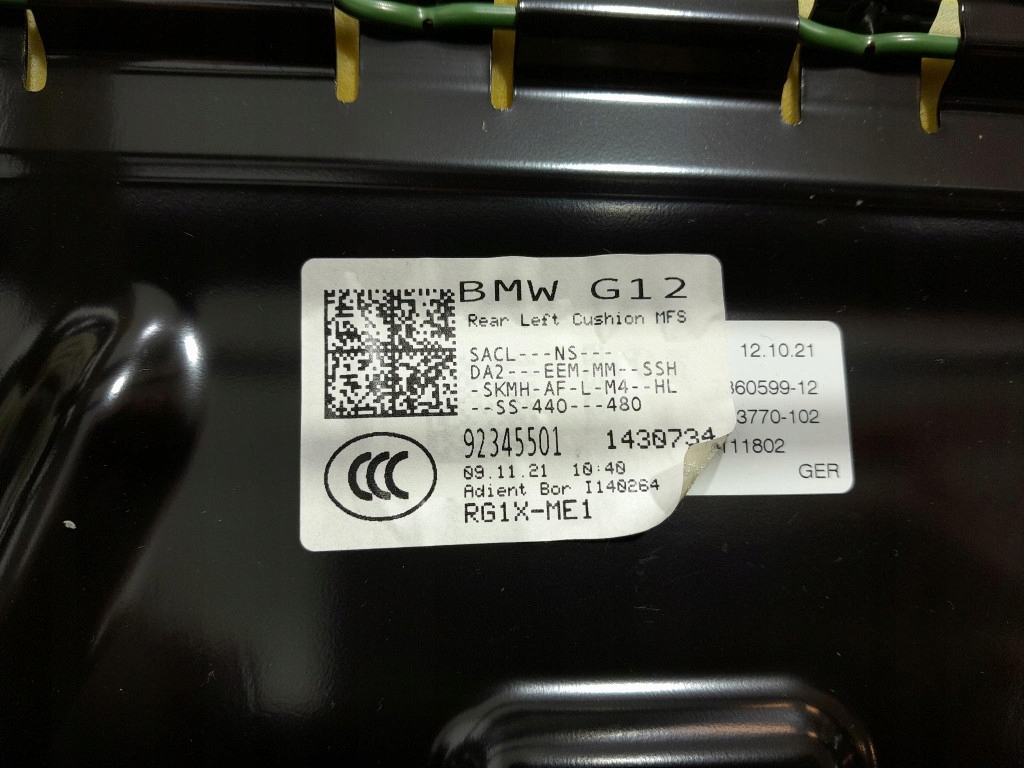 BMW G12
Rear Left Cushion MFS
SACL---NS---
DA2---EEM-MM--SSH
-SKMH-AF-L-M4--HL
--SS-440---480
92345501 1430734
09.11.21 10:40
Adient Bor I140264
RG1X-ME1
CCC
12.10.21
360599-12
3770-102
411802
GER